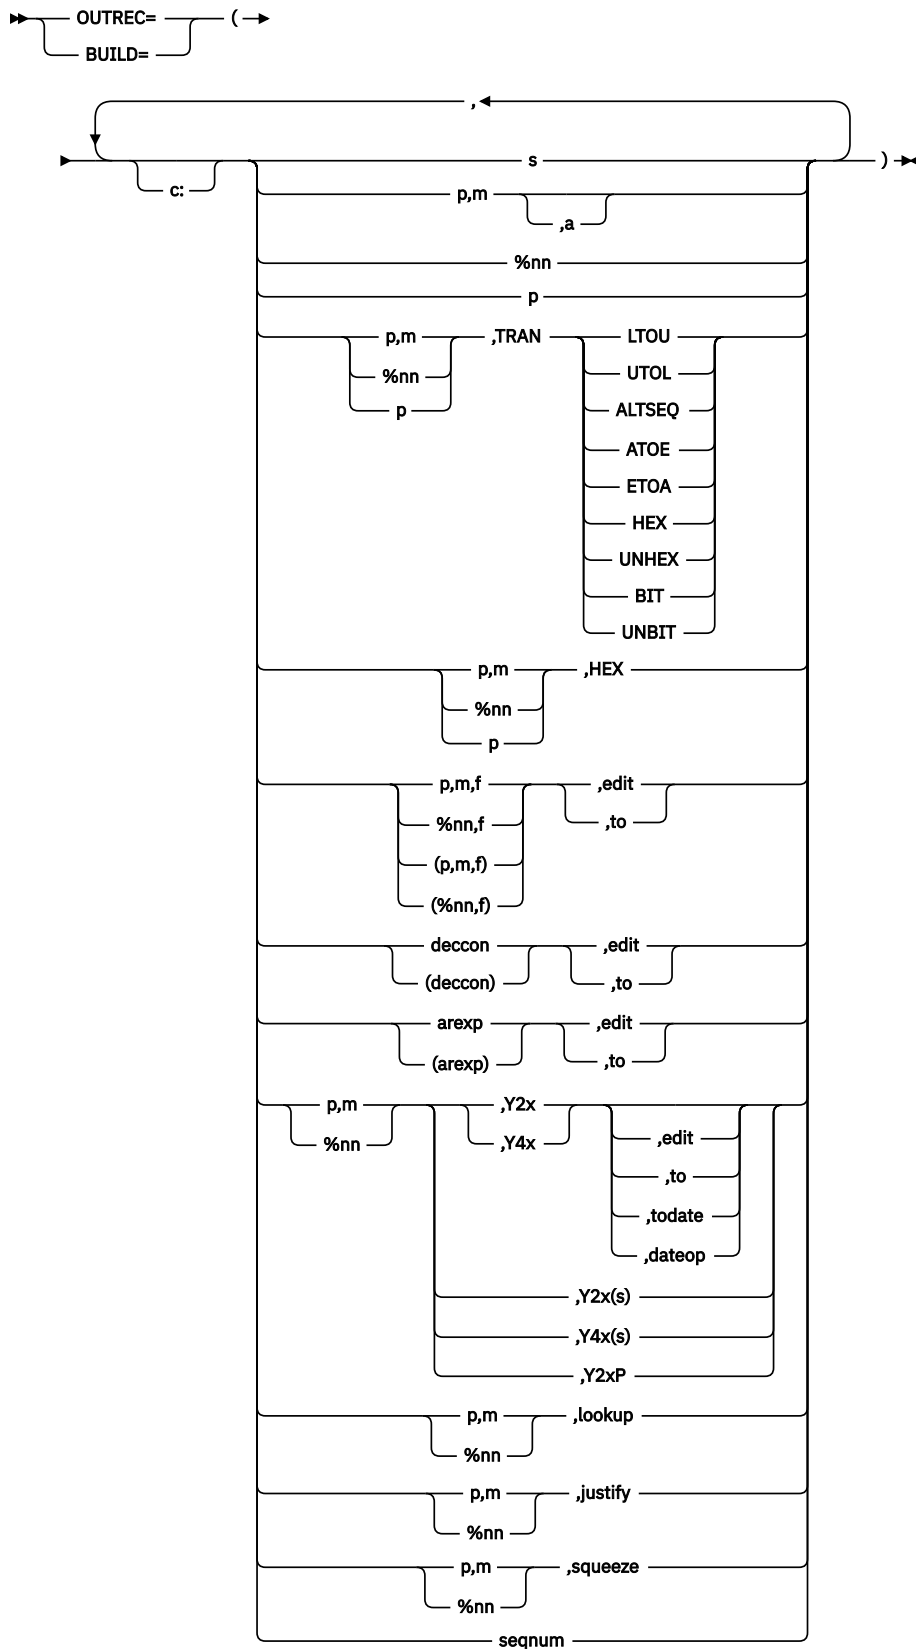 OUTREC= (
BUILD=
,
s )
c:
p,m
,a
%nn
p
p,m ,TRAN LTOU
%nn UTOL
p ALTSEQ
ATOE
ETOA
HEX
UNHEX
BIT
UNBIT
p,m ,HEX
%nn
p
p,m,f ,edit
%nn,f ,to
(p,m,f)
(%nn,f)
deccon ,edit
(deccon) ,to
arexp ,edit
(arexp) ,to
p,m ,Y2x
%nn ,Y4x ,edit
,to
,todate
,dateop
,Y2x(s)
,Y4x(s)
,Y2xP
p,m ,lookup
%nn
p,m ,justify
%nn
p,m ,squeeze
%nn
seqnum